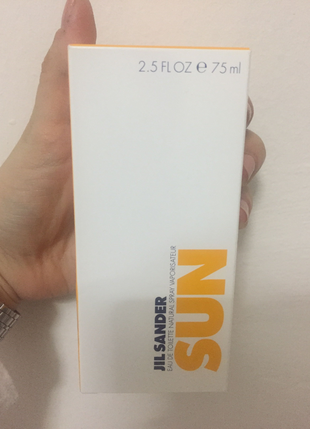 2.5 FL OZ ℮ 75 ml
JIL SANDER
EAU DE TOILETTE NATURAL SPRAY VAPORISATEUR
SUN